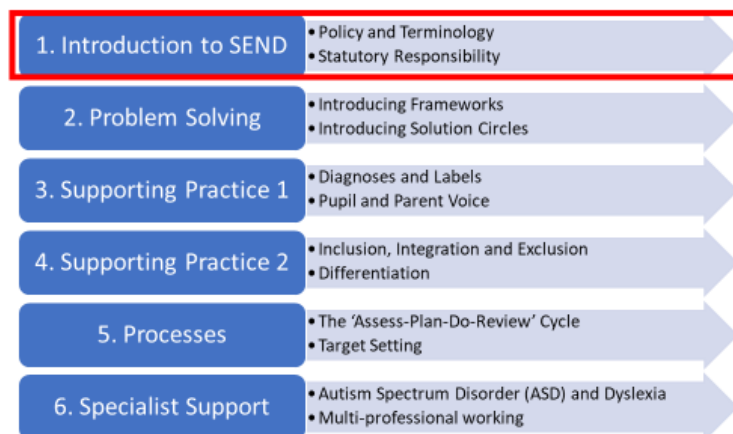 1. Introduction to SEND
• Policy and Terminology
• Statutory Responsibility
2. Problem Solving
• Introducing Frameworks
• Introducing Solution Circles
3. Supporting Practice 1
• Diagnoses and Labels
• Pupil and Parent Voice
4. Supporting Practice 2
• Inclusion, Integration and Exclusion
• Differentiation
5. Processes
• The ‘Assess-Plan-Do-Review’ Cycle
• Target Setting
6. Specialist Support
• Autism Spectrum Disorder (ASD) and Dyslexia
• Multi-professional working